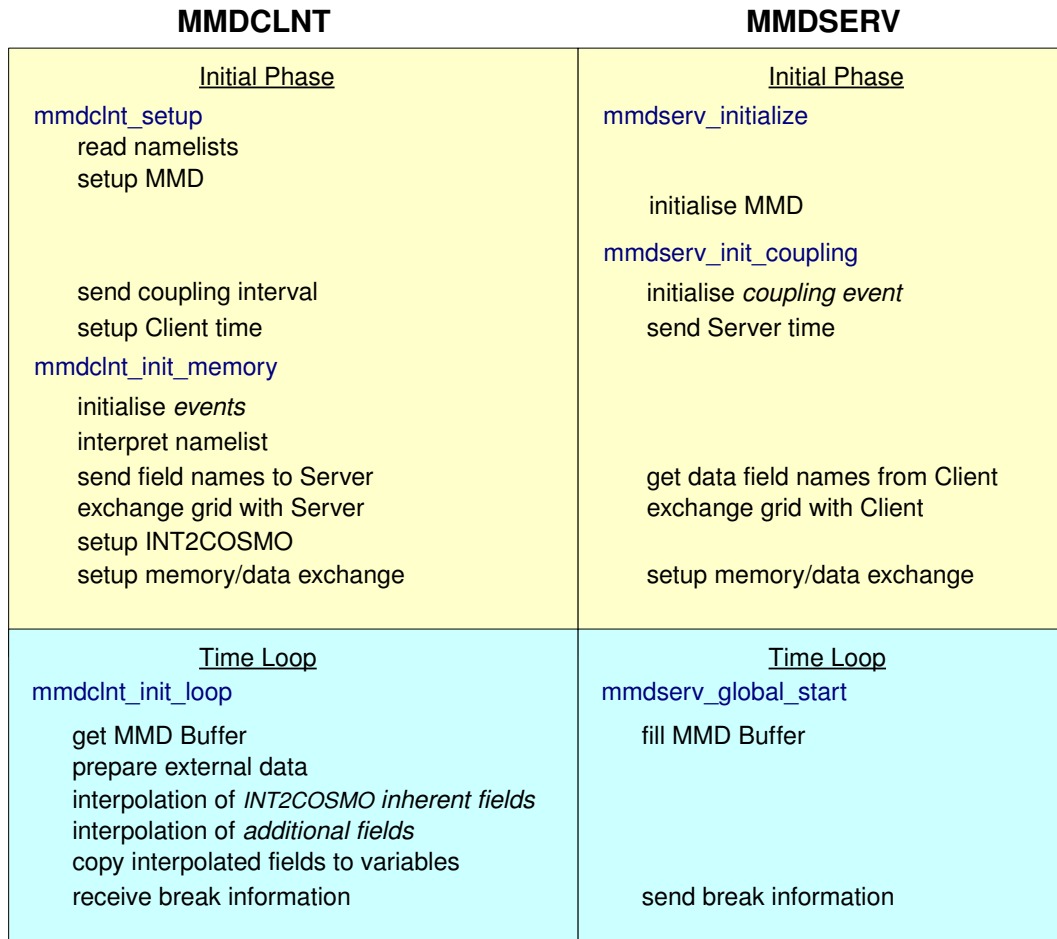 MMDCLNT
MMDSERV
Initial Phase
mmdclnt_setup
read namelists
setup MMD
send coupling interval
setup Client time
mmdclnt_init_memory
initialise events
interpret namelist
send field names to Server
exchange grid with Server
setup INT2COSMO
setup memory/data exchange
Initial Phase
mmdserv_initialize
initialise MMD
mmdserv_init_coupling
initialise coupling event
send Server time
get data field names from Client
exchange grid with Client
setup memory/data exchange
Time Loop
mmdclnt_init_loop
get MMD Buffer
prepare external data
interpolation of INT2COSMO inherent fields
interpolation of additional fields
copy interpolated fields to variables
receive break information
Time Loop
mmdserv_global_start
fill MMD Buffer
send break information